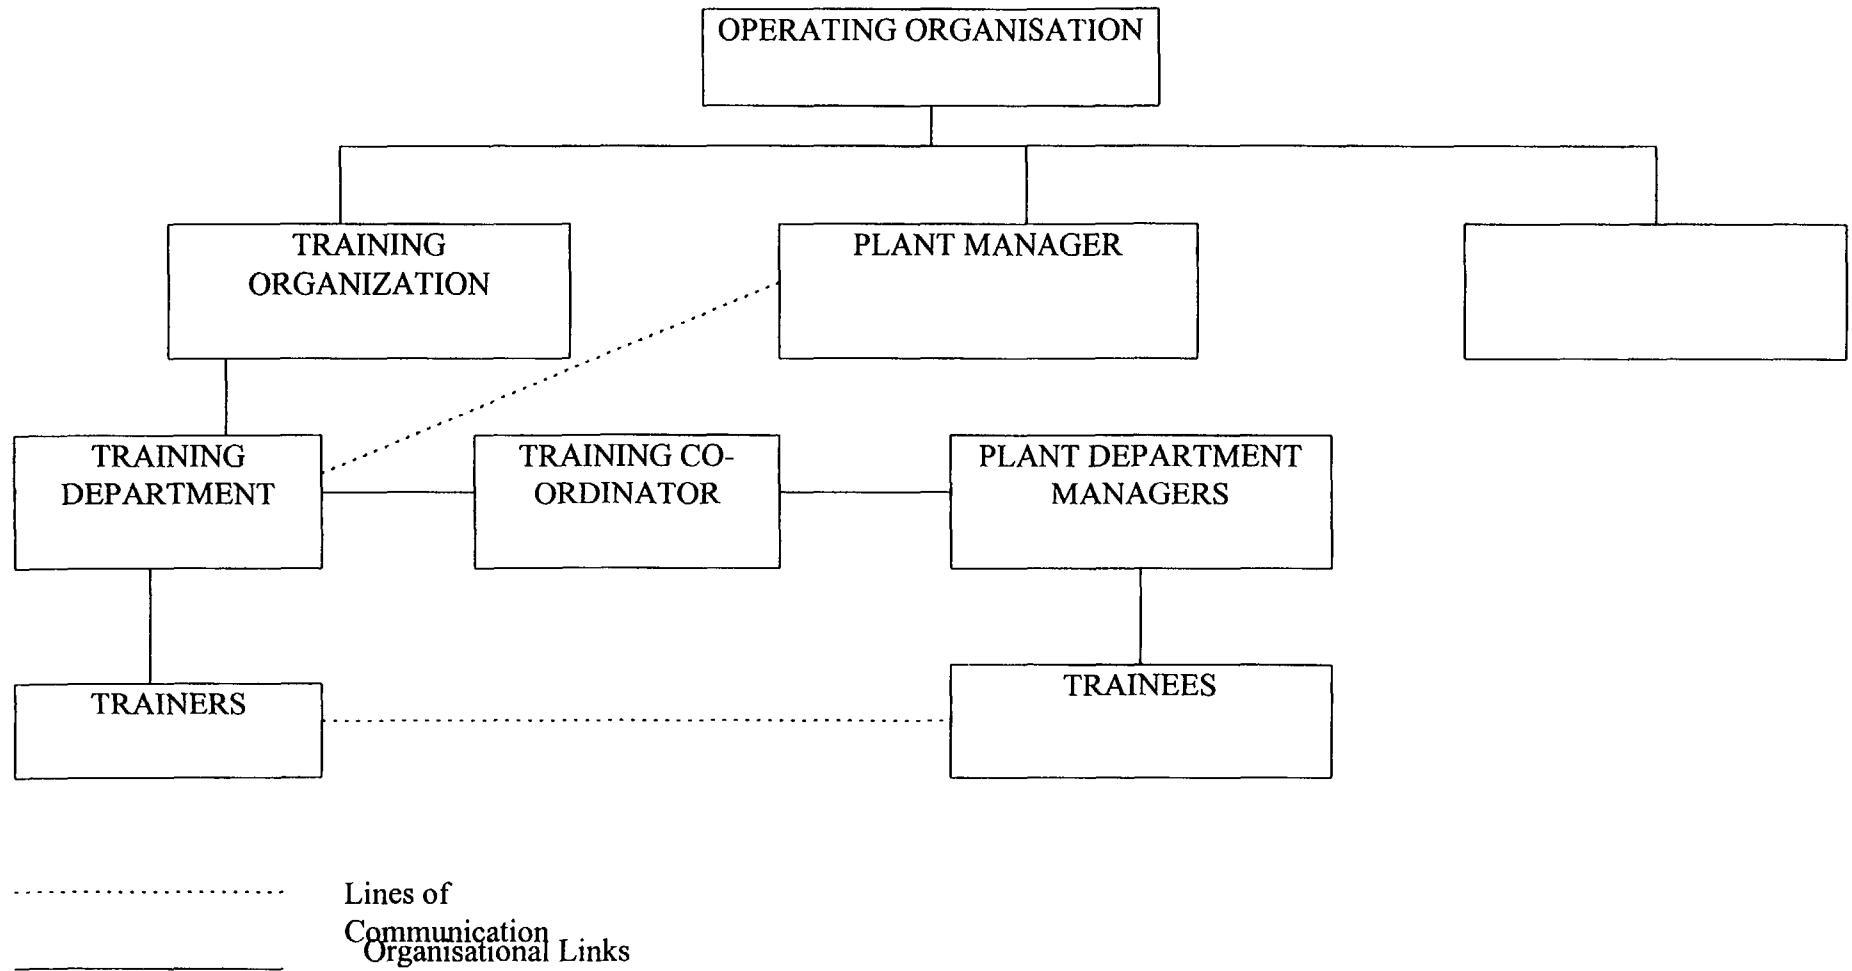 OPERATING ORGANISATION
TRAINING
ORGANIZATION
PLANT MANAGER
TRAINING
DEPARTMENT
TRAINING CO-
ORDINATOR
PLANT DEPARTMENT
MANAGERS
TRAINERS
TRAINEES
Lines of
Communication
Organisational Links